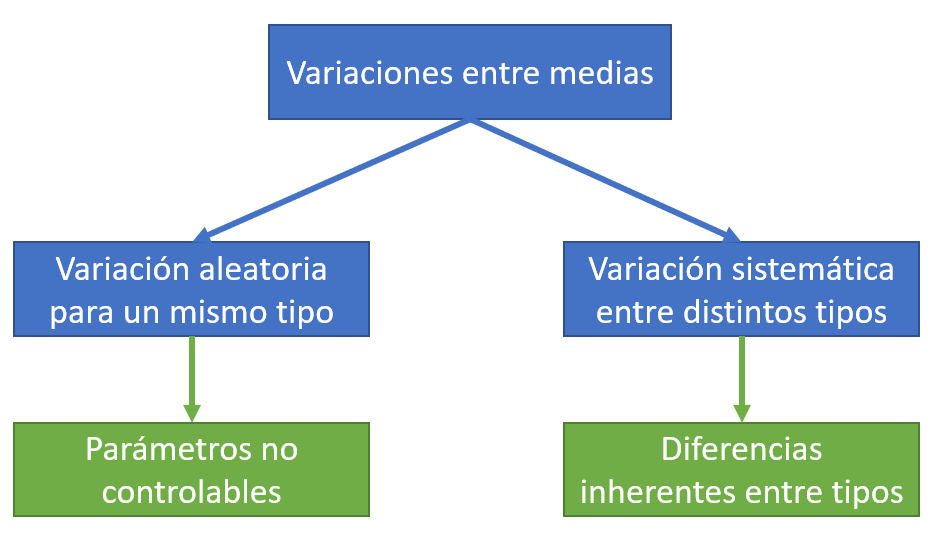 Variaciones entre medias
Variación aleatoria
para un mismo tipo
Variación sistemática
entre distintos tipos
Parámetros no
controlables
Diferencias
inherentes entre tipos